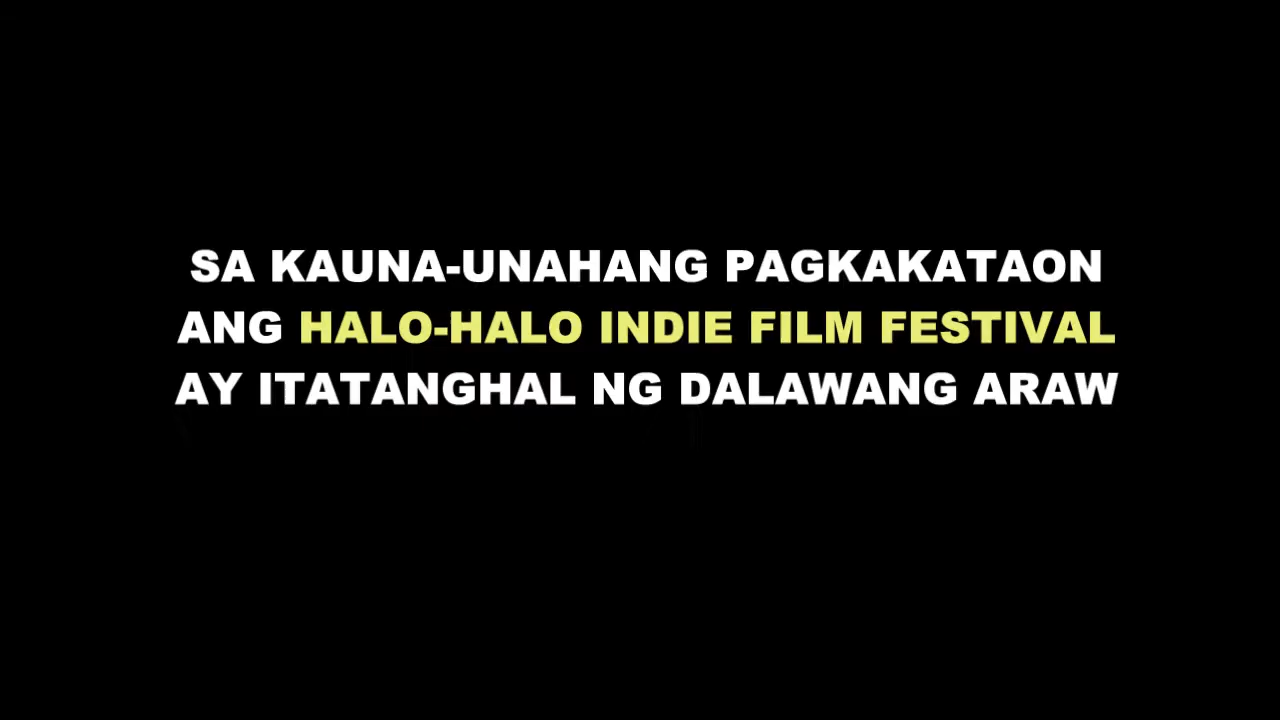 SA KAUNA-UNAHANG PAGKAKATAON
ANG HALO-HALO INDIE FILM FESTIVAL
AY ITATANGHAL NG DALAWANG ARAW